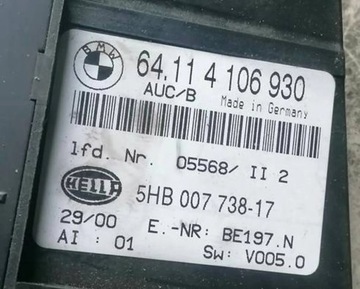 BMW
64.11 4 106 930
AUC/B Made in Germany
lfd. Nr. 05568/ II 2
HELLA 5HB 007 738-17
29/00 E.-NR: BE197.N
AI : 01 SW: V005.0